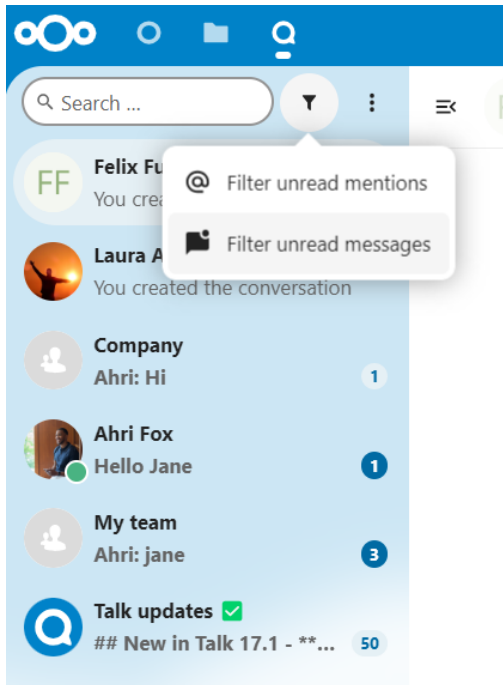 Search ...
Filter unread mentions
Filter unread messages
FF
Felix Fu
You crea
Laura A
You created the conversation
Company
Ahri: Hi
1
Ahri Fox
Hello Jane
1
My team
Ahri: jane
3
Talk updates ✅
## New in Talk 17.1 - **...
50